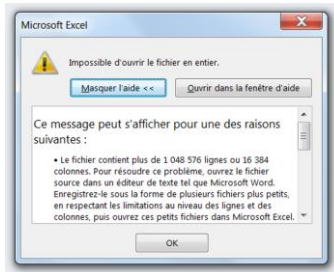 Microsoft Excel
Impossible d'ouvrir le fichier en entier.
Masquer l'aide <<
Ouvrir dans la fenêtre d'aide
Ce message peut s'afficher pour une des raisons
suivantes :
• Le fichier contient plus de 1 048 576 lignes ou 16 384
colonnes. Pour résoudre ce problème, ouvrez le fichier
source dans un éditeur de texte tel que Microsoft Word.
Enregistrez-le sous la forme de plusieurs fichiers plus petits,
en respectant les limitations au niveau des lignes et des
colonnes, puis ouvrez ces petits fichiers dans Microsoft Excel.
OK